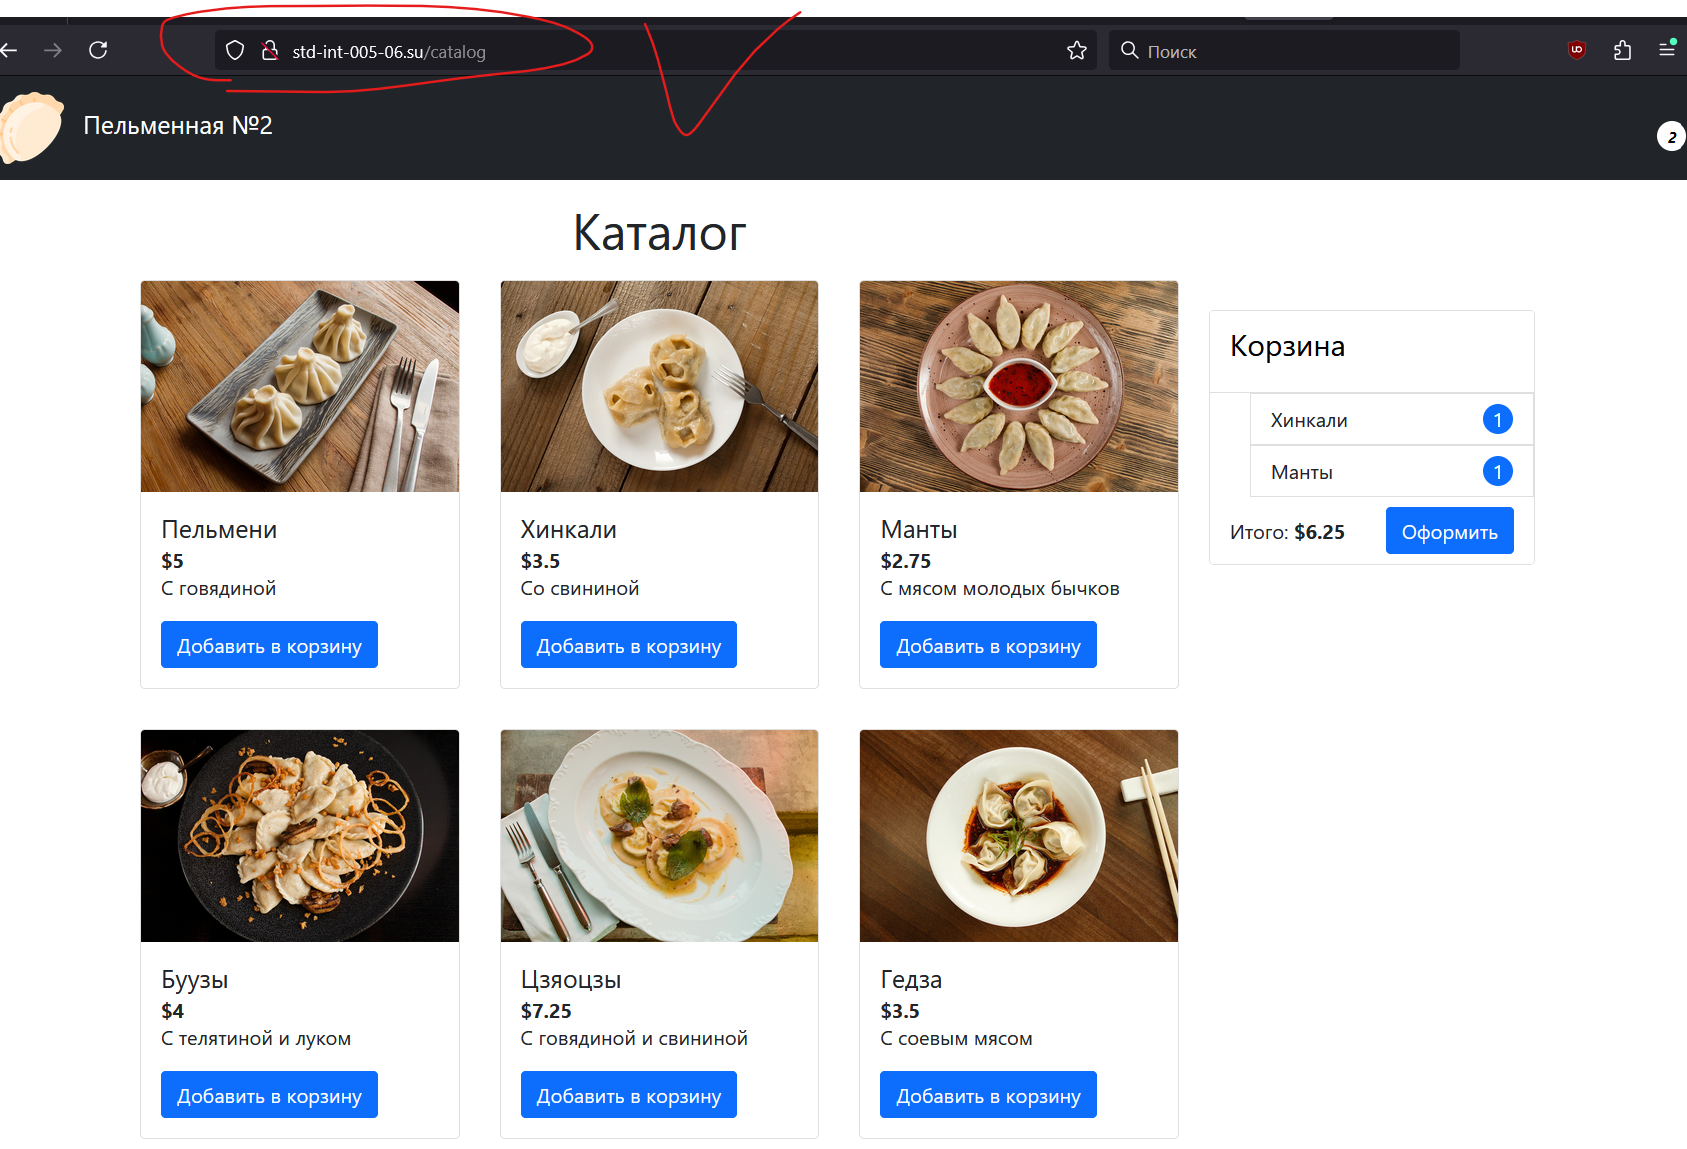 std-int-005-06.su/catalog
Поиск
Пельменная №2
2
Каталог
Пельмени
$5
С говядиной
Добавить в корзину
Хинкали
$3.5
Со свининой
Добавить в корзину
Манты
$2.75
С мясом молодых бычков
Добавить в корзину
Корзина
Хинкали 1
Манты 1
Итого: $6.25 Оформить
Буузы
$4
С телятиной и луком
Добавить в корзину
Цзяоцзы
$7.25
С говядиной и свининой
Добавить в корзину
Гедза
$3.5
С соевым мясом
Добавить в корзину